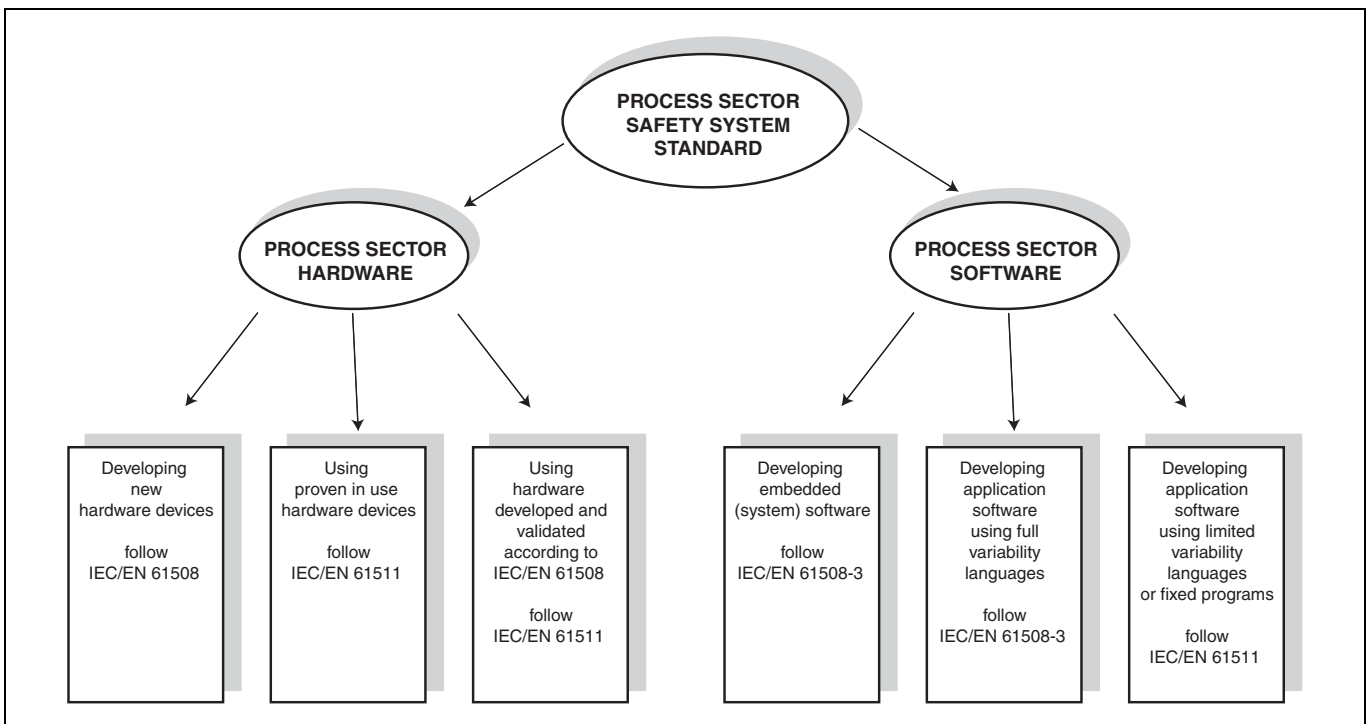 PROCESS SECTOR
SAFETY SYSTEM
STANDARD
PROCESS SECTOR
HARDWARE
PROCESS SECTOR
SOFTWARE
Developing
new
hardware devices
follow
IEC/EN 61508
Using
proven in use
hardware devices
follow
IEC/EN 61511
Using
hardware
developed and
validated
according to
IEC/EN 61508
follow
IEC/EN 61511
Developing
embedded
(system) software
follow
IEC/EN 61508-3
Developing
application
software
using full
variability
languages
follow
IEC/EN 61508-3
Developing
application
software
using limited
variability
languages
or fixed programs
follow
IEC/EN 61511